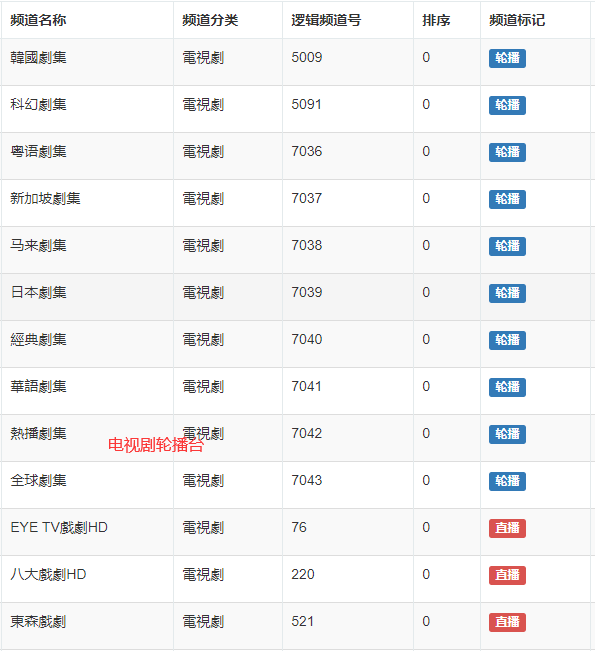 频道名称 频道分类 逻辑频道号 排序 频道标记
韓國劇集 電視劇 5009 0 轮播
科幻劇集 電視劇 5091 0 轮播
粤语劇集 電視劇 7036 0 轮播
新加坡劇集 電視劇 7037 0 轮播
马来劇集 電視劇 7038 0 轮播
日本劇集 電視劇 7039 0 轮播
經典劇集 電視劇 7040 0 轮播
華語劇集 電視劇 7041 0 轮播
熱播劇集 電視劇 7042 0 轮播
电视剧轮播台
全球劇集 電視劇 7043 0 轮播
EYE TV戲劇HD 電視劇 76 0 直播
八大戲劇HD 電視劇 220 0 直播
東森戲劇 電視劇 521 0 直播